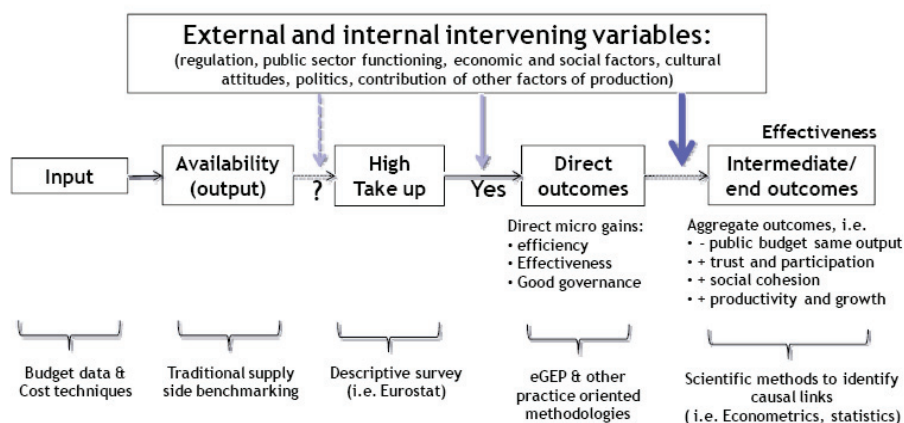 External and internal intervening variables:
(regulation, public sector functioning, economic and social factors, cultural
attitudes, politics, contribution of other factors of production)
Effectiveness
Input
Availability
(output)
?
High
Take up
Yes
Direct
outcomes
Intermediate/
end outcomes
Direct micro gains:
• efficiency
• Effectiveness
• Good governance
Aggregate outcomes, i.e.
• - public budget same output
• + trust and participation
• + social cohesion
• + productivity and growth
Budget data &
Cost techniques
Traditional supply
side benchmarking
Descriptive survey
(i.e. Eurostat)
eGEP & other
practice oriented
methodologies
Scientific methods to identify
causal links
( i.e. Econometrics, statistics)